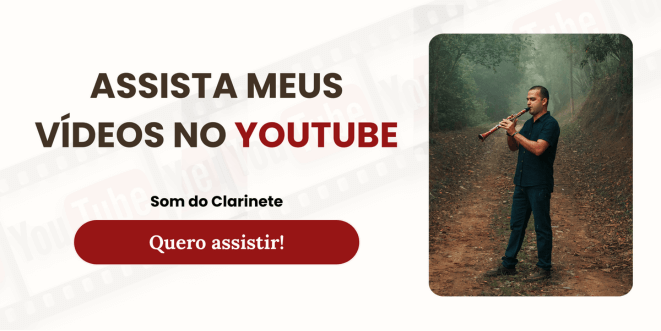 ASSISTA MEUS
VÍDEOS NO YOUTUBE
Som do Clarinete
Quero assistir!